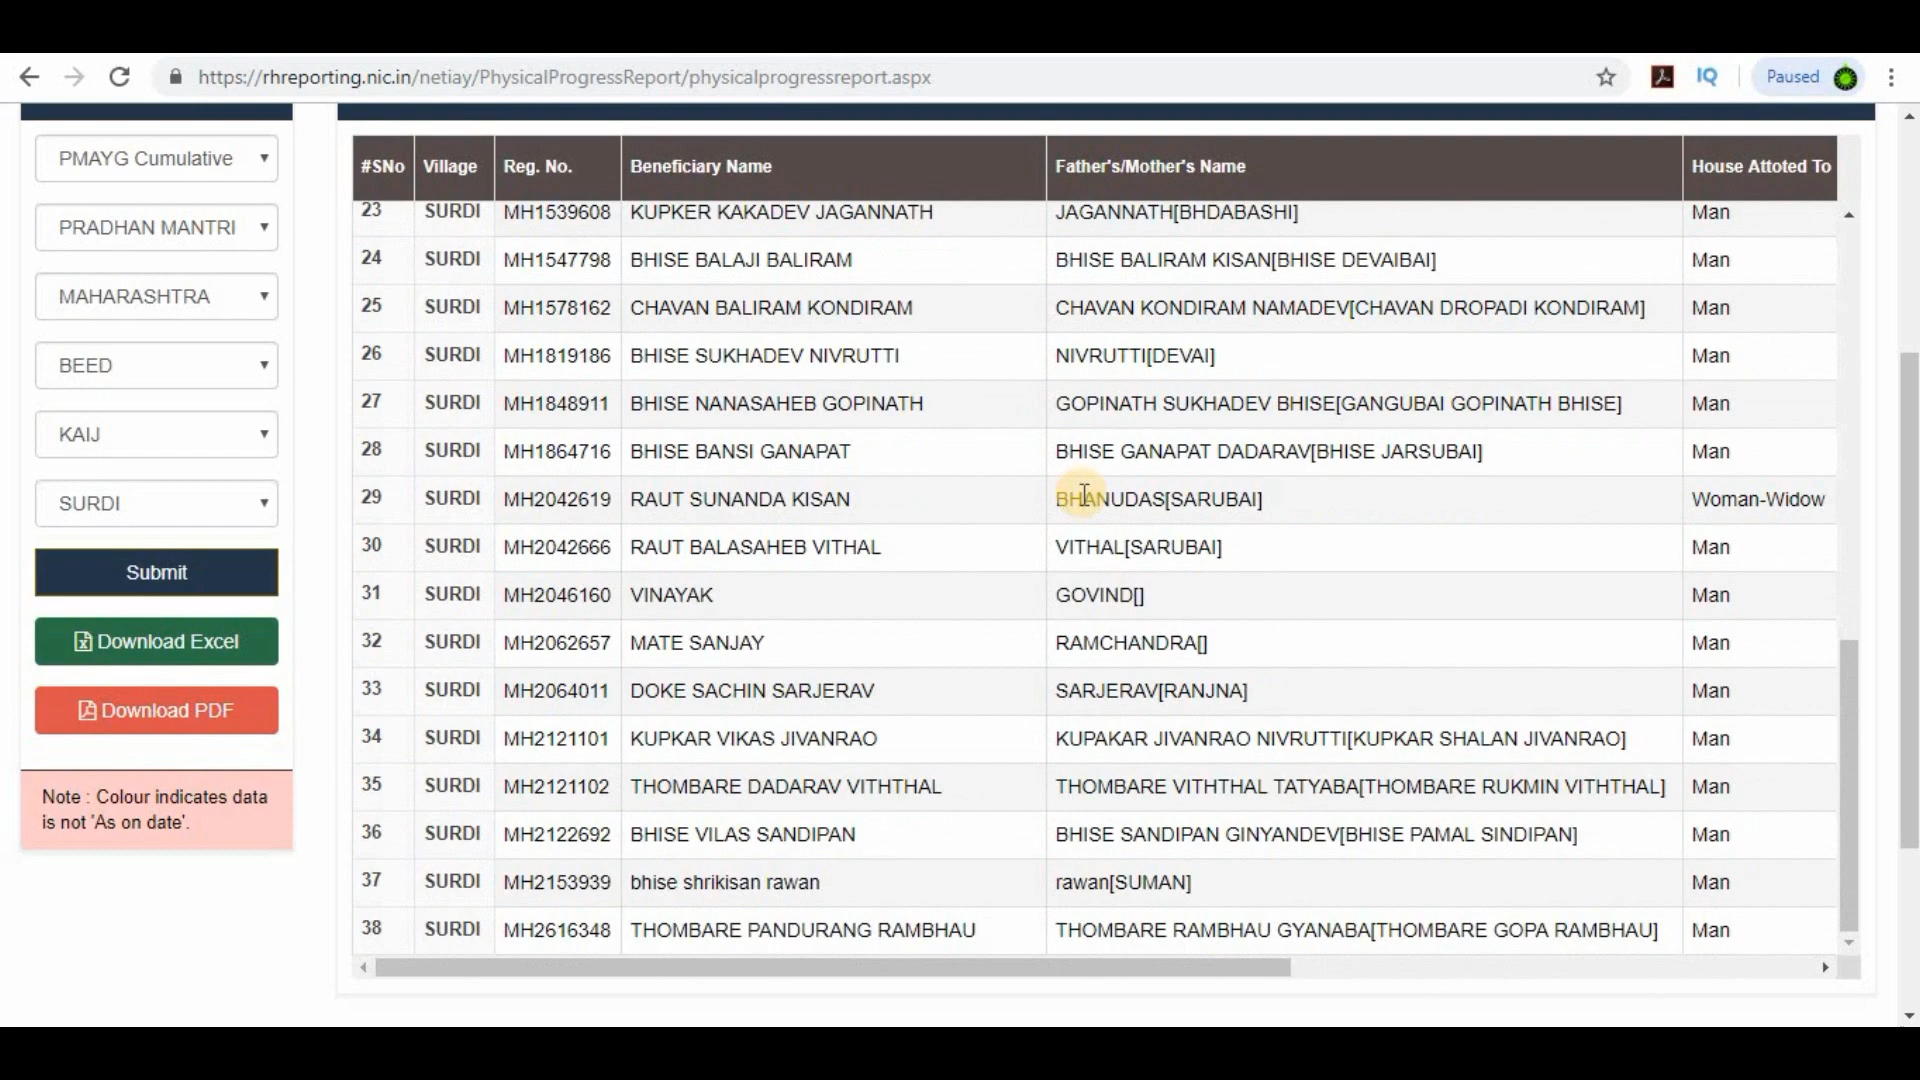 https://rhreporting.nic.in/netiay/PhysicalProgressReport/physicalprogressreport.aspx
IQ
Paused
PMAYG Cumulative
PRADHAN MANTRI
MAHARASHTRA
BEED
KAIJ
SURDI
Submit
Download Excel
Download PDF
Note : Colour indicates data
is not 'As on date'.
#SNo Village Reg. No. Beneficiary Name Father's/Mother's Name House Attoted To
23 SURDI MH1539608 KUPKER KAKADEV JAGANNATH JAGANNATH[BHDABASHI] Man
24 SURDI MH1547798 BHISE BALAJI BALIRAM BHISE BALIRAM KISAN[BHISE DEVAIBAI] Man
25 SURDI MH1578162 CHAVAN BALIRAM KONDIRAM CHAVAN KONDIRAM NAMADEV[CHAVAN DROPADI KONDIRAM] Man
26 SURDI MH1819186 BHISE SUKHADEV NIVRUTTI NIVRUTTI[DEVAI] Man
27 SURDI MH1848911 BHISE NANASAHEB GOPINATH GOPINATH SUKHADEV BHISE[GANGUBAI GOPINATH BHISE] Man
28 SURDI MH1864716 BHISE BANSI GANAPAT BHISE GANAPAT DADARAV[BHISE JARSUBAI] Man
29 SURDI MH2042619 RAUT SUNANDA KISAN BHANUDAS[SARUBAI] Woman-Widow
30 SURDI MH2042666 RAUT BALASAHEB VITHAL VITHAL[SARUBAI] Man
31 SURDI MH2046160 VINAYAK GOVIND[] Man
32 SURDI MH2062657 MATE SANJAY RAMCHANDRA[] Man
33 SURDI MH2064011 DOKE SACHIN SARJERAV SARJERAV[RANJNA] Man
34 SURDI MH2121101 KUPKAR VIKAS JIVANRAO KUPAKAR JIVANRAO NIVRUTTI[KUPKAR SHALAN JIVANRAO] Man
35 SURDI MH2121102 THOMBARE DADARAV VITHTHAL THOMBARE VITHTHAL TATYABA[THOMBARE RUKMIN VITHTHAL] Man
36 SURDI MH2122692 BHISE VILAS SANDIPAN BHISE SANDIPAN GINYANDEV[BHISE PAMAL SINDIPAN] Man
37 SURDI MH2153939 bhise shrikisan rawan rawan[SUMAN] Man
38 SURDI MH2616348 THOMBARE PANDURANG RAMBHAU THOMBARE RAMBHAU GYANABA[THOMBARE GOPA RAMBHAU] Man